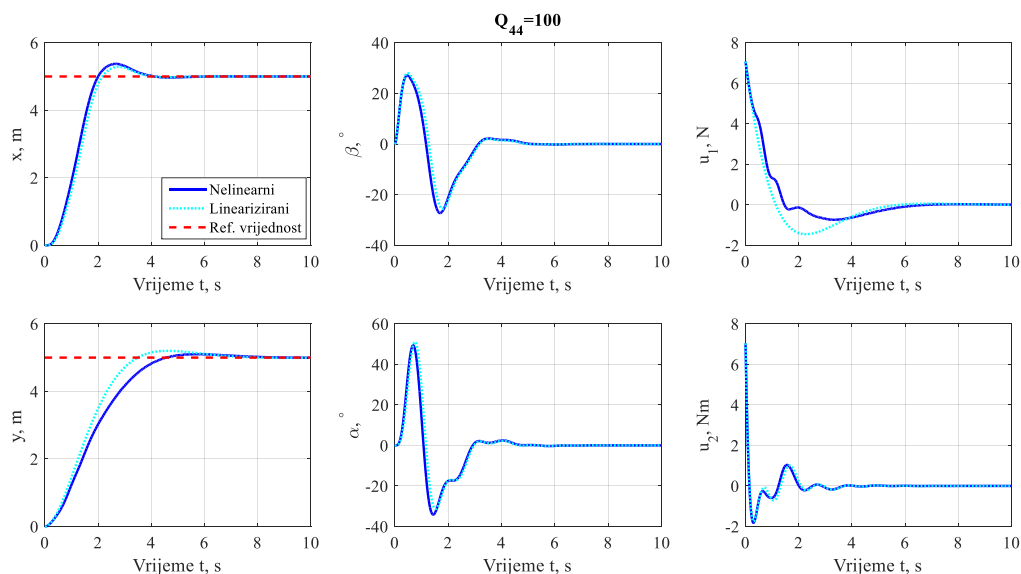 Q44=100
6
4
2
0
x, m
0 2 4 6 8 10
Vrijeme t, s
Nelinearni
Linearizirani
Ref. vrijednost
40
20
0
-20
-40
β,°
0 2 4 6 8 10
Vrijeme t, s
8
6
4
2
0
-2
u1, N
0 2 4 6 8 10
Vrijeme t, s
6
4
2
0
y, m
0 2 4 6 8 10
Vrijeme t, s
60
40
20
0
-20
-40
α,°
0 2 4 6 8 10
Vrijeme t, s
8
6
4
2
0
-2
u2, Nm
0 2 4 6 8 10
Vrijeme t, s